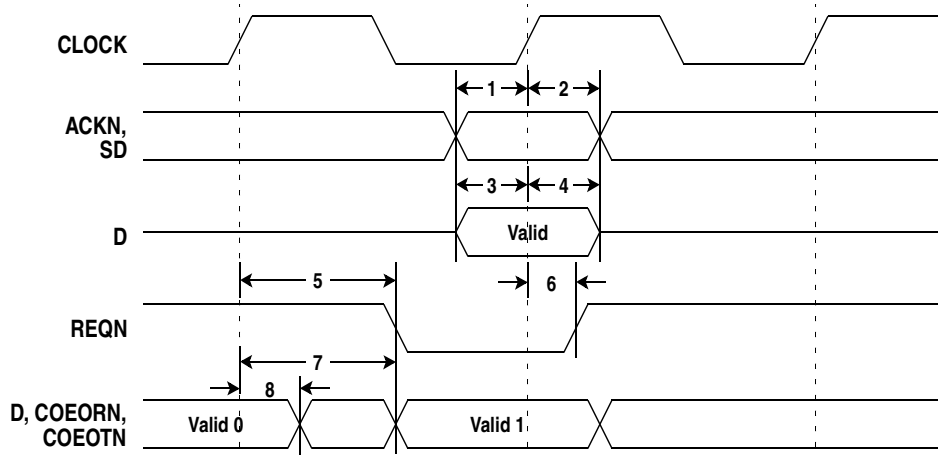 CLOCK
1 2
ACKN,
SD
3 4
D
Valid
5 6
REQN
7
8
D, COEORN,
COEOTN
Valid 0 Valid 1